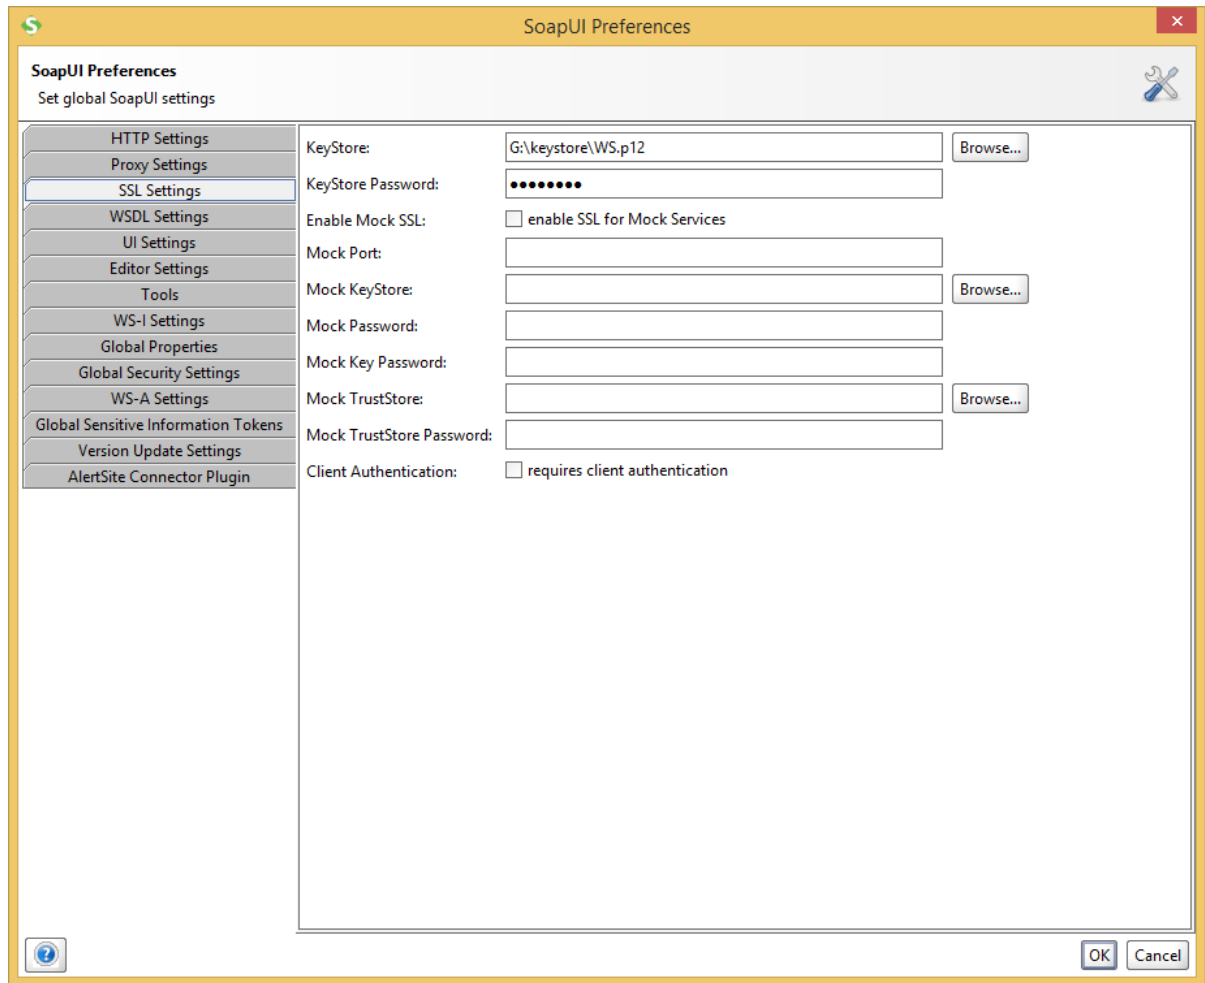 SoapUI Preferences
SoapUI Preferences
Set global SoapUI settings
HTTP Settings
Proxy Settings
SSL Settings
WSDL Settings
UI Settings
Editor Settings
Tools
WS-I Settings
Global Properties
Global Security Settings
WS-A Settings
Global Sensitive Information Tokens
Version Update Settings
AlertSite Connector Plugin
KeyStore: G:\keystore\WS.p12 Browse...
KeyStore Password: ●●●●●●●●
Enable Mock SSL: enable SSL for Mock Services
Mock Port:
Mock KeyStore: Browse...
Mock Password:
Mock Key Password:
Mock TrustStore: Browse...
Mock TrustStore Password:
Client Authentication: requires client authentication
OK Cancel